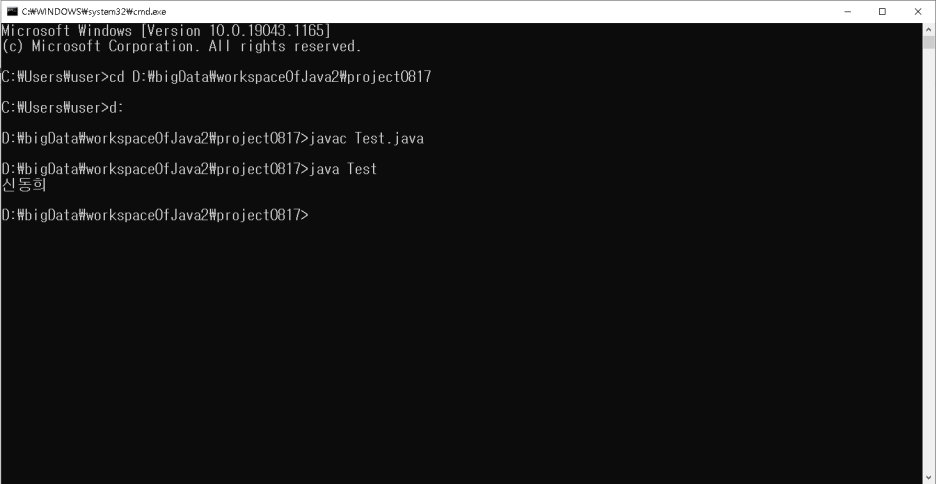 C:₩WINDOWS₩system32₩cmd.exe
Microsoft Windows [Version 10.0.19043.1165]
(c) Microsoft Corporation. All rights reserved.
C:₩Users₩user>cd D:₩bigData₩workspaceOfJava2₩project0817
C:₩Users₩user>d:
D:₩bigData₩workspaceOfJava2₩project0817>javac Test.java
D:₩bigData₩workspaceOfJava2₩project0817>java Test
신동희
D:₩bigData₩workspaceOfJava2₩project0817>